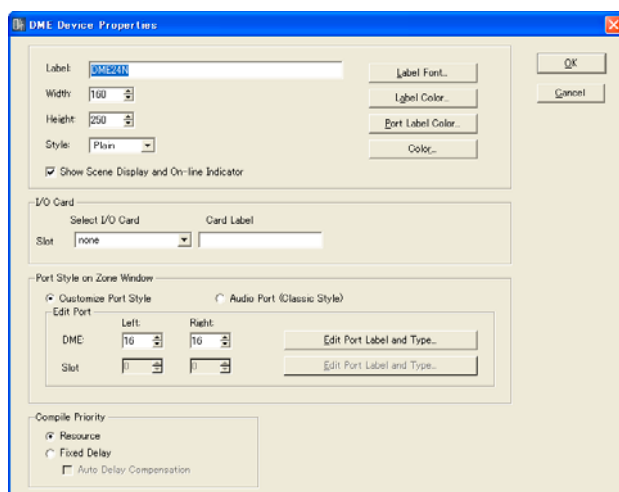 DME Device Properties
Label: DME24N Label Font... OK
Width: 160 Label Color... Cancel
Height: 250 Port Label Color...
Style: Plain Color...
Show Scene Display and On-line Indicator
I/O Card
Select I/O Card Card Label
Slot none
Port Style on Zone Window
Customize Port Style Audio Port (Classic Style)
Edit Port
Left: Right:
DME: 16 16 Edit Port Label and Type...
Slot 0 0 Edit Port Label and Type...
Compile Priority
Resource
Fixed Delay
Auto Delay Compensation